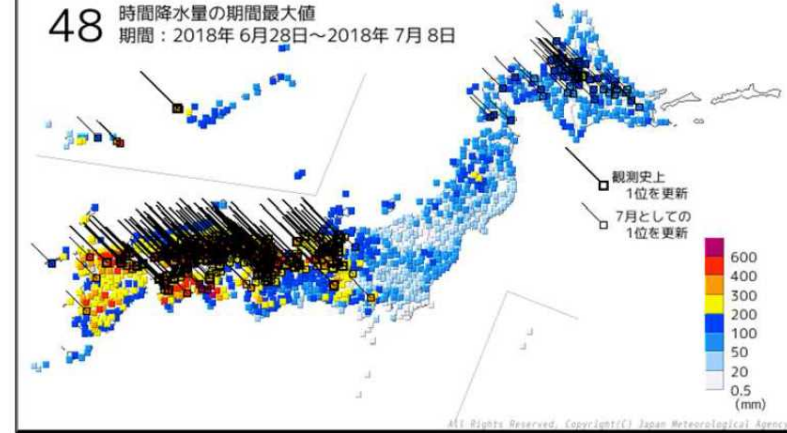 48 時間降水量の期間最大値
期間：2018年 6月28日～2018年 7月 8日
観測史上
1位を更新
7月としての
1位を更新
600
400
300
200
100
50
20
0.5
(mm)
All Rights Reserved, Copyright(C) Japan Meteorological Agency